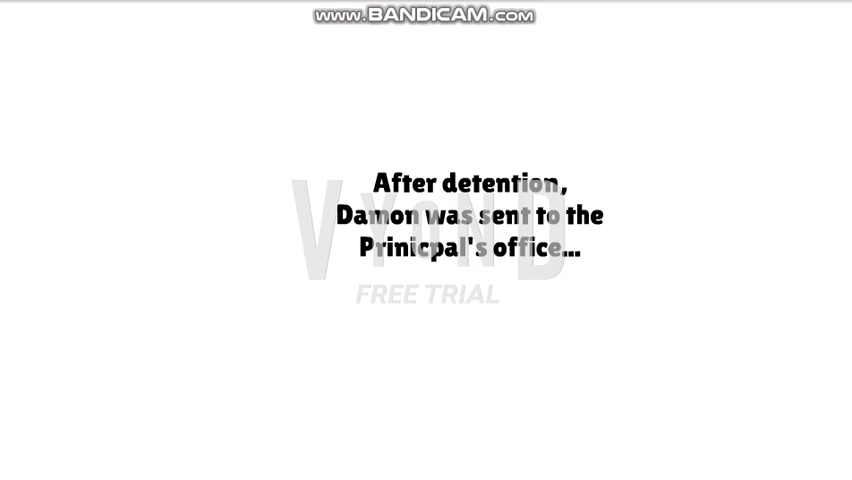 www.BANDICAM.com
After detention,
Damon was sent to the
Prinicpal's office...
VYOND
FREE TRIAL